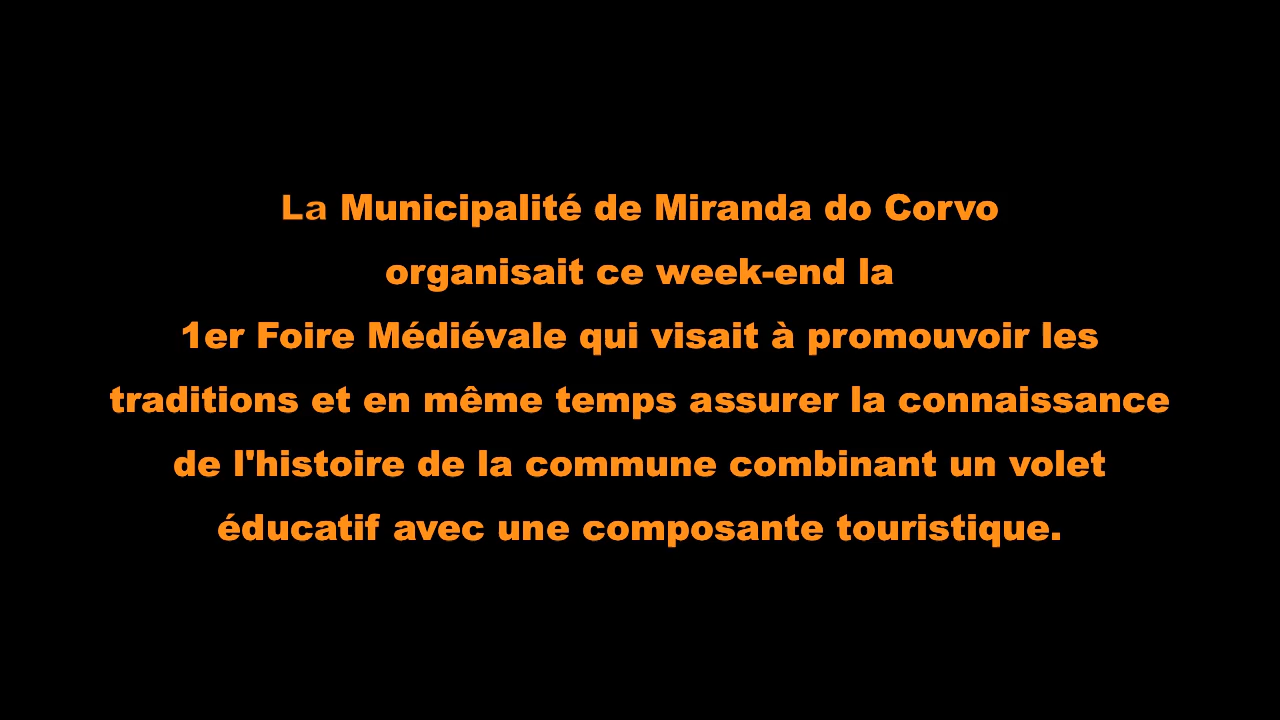 La Municipalité de Miranda do Corvo
organisait ce week-end la
1er Foire Médiévale qui visait à promouvoir les
traditions et en même temps assurer la connaissance
de l'histoire de la commune combinant un volet
éducatif avec une composante touristique.